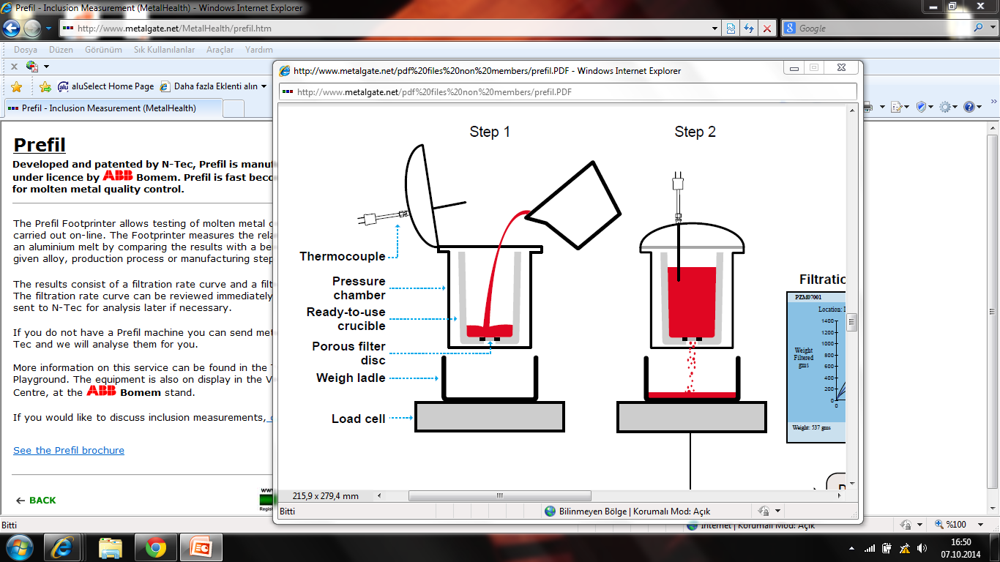 Prefil - Inclusion Measurement (MetalHealth) - Windows Internet Explorer
http://www.metalgate.net/MetalHealth/prefil.htm
Google
Dosya Düzen Görünüm Sık Kullanılanlar Araçlar Yardım
aluSelect Home Page Daha fazla Eklenti alın
Prefil - Inclusion Measurement (MetalHealth)
Prefil
Developed and patented by N-Tec, Prefil is
under licence by ABB Bomem. Prefil is fast
for molten metal quality control.
The Prefil Footprinter allows testing of molten metal
carried out on-line. The Footprinter measures the
an aluminium melt by comparing the results with a
given alloy, production process or manufacturing
The results consist of a filtration rate curve and a
The filtration rate curve can be reviewed immediately
sent to N-Tec for analysis later if necessary.
If you do not have a Prefil machine you can send
Tec and we will analyse them for you.
More information on this service can be found in the
Playground. The equipment is also on display in the
Centre, at the ABB Bomem stand.
If you would like to discuss inclusion measurements,
See the Prefil brochure
BACK
www
Regist
Bitti
http://www.metalgate.net/pdf%20files%20non%20members/prefil.PDF - Windows Internet Explorer
http://www.metalgate.net/pdf%20files%20non%20members/prefil.PDF
Step 1 Step 2
Thermocouple
Pressure
chamber
Ready-to-use
crucible
Porous filter
disc
Weigh ladle
Load cell
Filtratio
PZM07001
Location:
1400
1200
1000
800
600
400
200
0
Weight
Filtered
gms
0
Weight: 537 gms
D
215,9 x 279,4 mm
Bitti Bilinmeyen Bölge | Korumalı Mod: Açık
Internet | Korumalı Mod: Açık
%100
16:50
07.10.2014